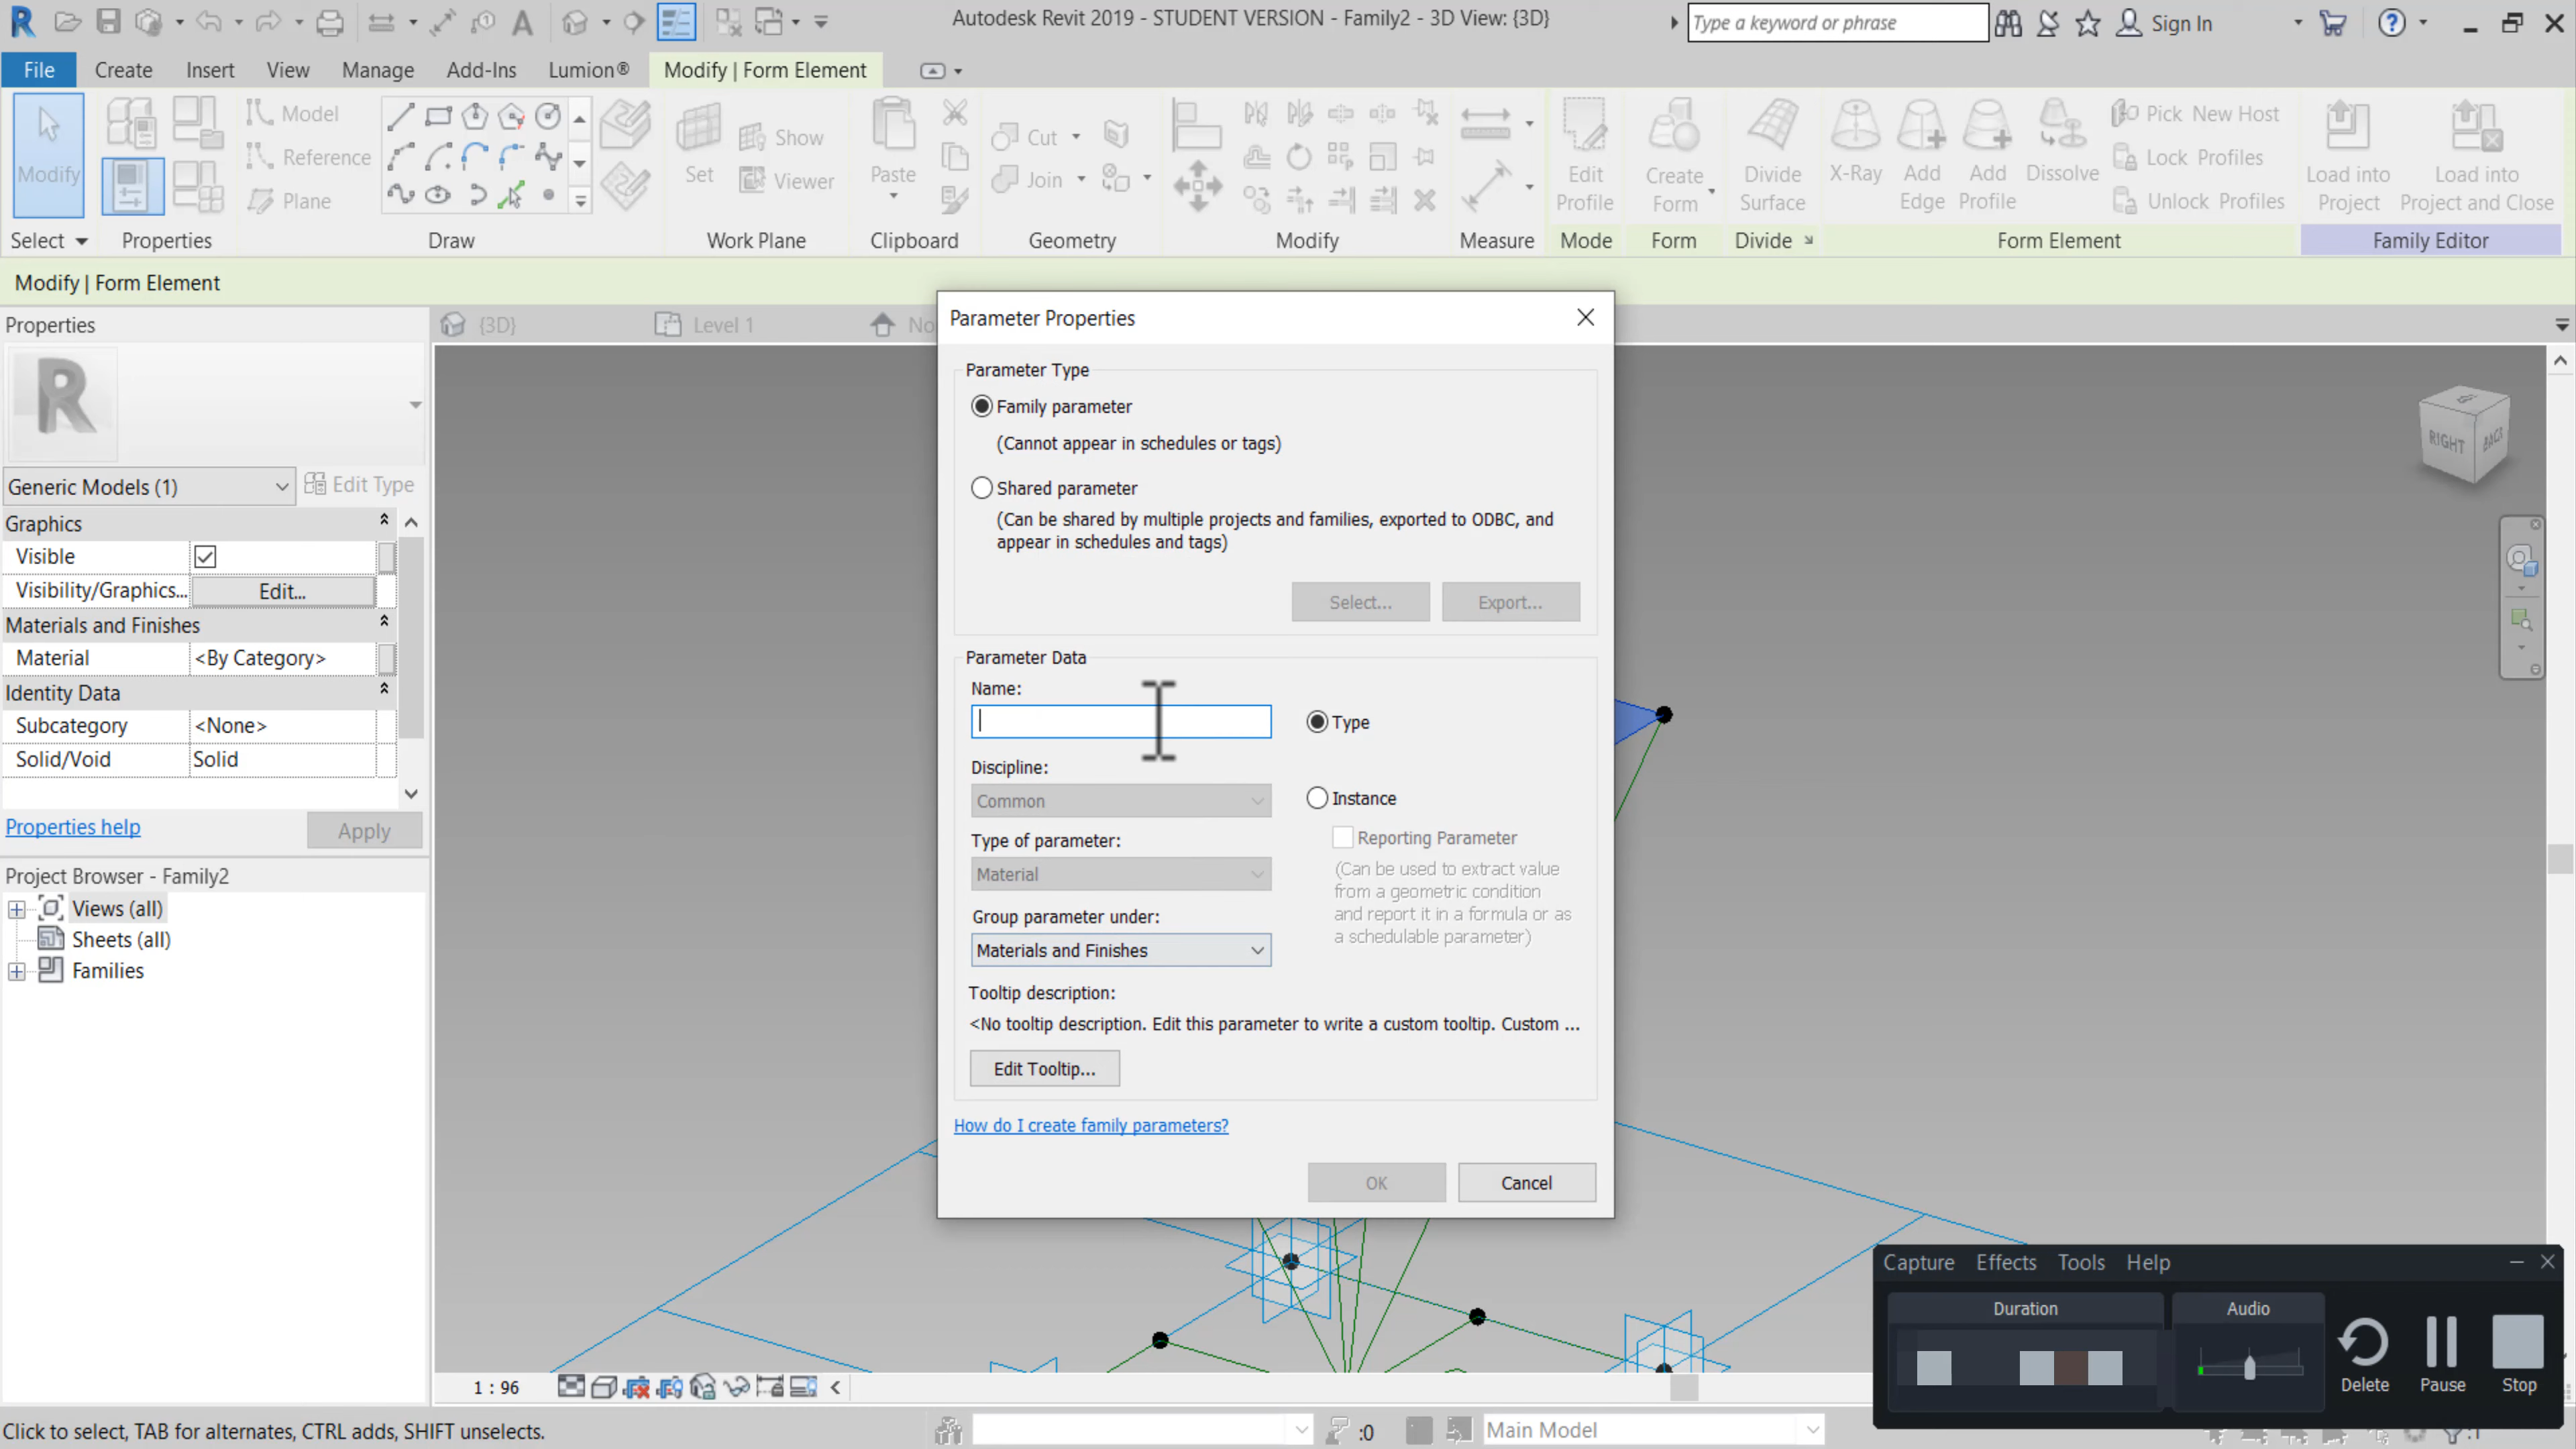 Autodesk Revit 2019 - STUDENT VERSION - Family2 - 3D View: {3D}
Type a keyword or phrase
Sign In
File Create Insert View Manage Add-Ins Lumion® Modify | Form Element
Modify
Model
Reference
Plane
Set
Show
Viewer
Paste
Cut
Join
Edit Profile
Create Form
Divide Surface
X-Ray
Add Edge
Add Profile
Dissolve
Pick New Host
Lock Profiles
Unlock Profiles
Load into Project
Load into Project and Close
Select Properties Draw Work Plane Clipboard Geometry Modify Measure Mode Form Divide Form Element Family Editor
Modify | Form Element
Properties
{3D}
Level 1
No
R
Generic Models (1)
Edit Type
Graphics
Visible
Visibility/Graphics... Edit...
Materials and Finishes
Material <By Category>
Identity Data
Subcategory <None>
Solid/Void Solid
Properties help
Apply
Project Browser - Family2
Views (all)
Sheets (all)
Families
Parameter Properties
Parameter Type
Family parameter
(Cannot appear in schedules or tags)
Shared parameter
(Can be shared by multiple projects and families, exported to ODBC, and
appear in schedules and tags)
Select... Export...
Parameter Data
Name:
Type
Discipline:
Common
Instance
Type of parameter:
Reporting Parameter
Material
(Can be used to extract value
from a geometric condition
and report it in a formula or as
a schedulable parameter)
Group parameter under:
Materials and Finishes
Tooltip description:
<No tooltip description. Edit this parameter to write a custom tooltip. Custom ...
Edit Tooltip...
How do I create family parameters?
OK Cancel
RIGHT BACK
Capture Effects Tools Help
Duration
Audio
Delete Pause Stop
1 : 96
Click to select, TAB for alternates, CTRL adds, SHIFT unselects.
:0
Main Model